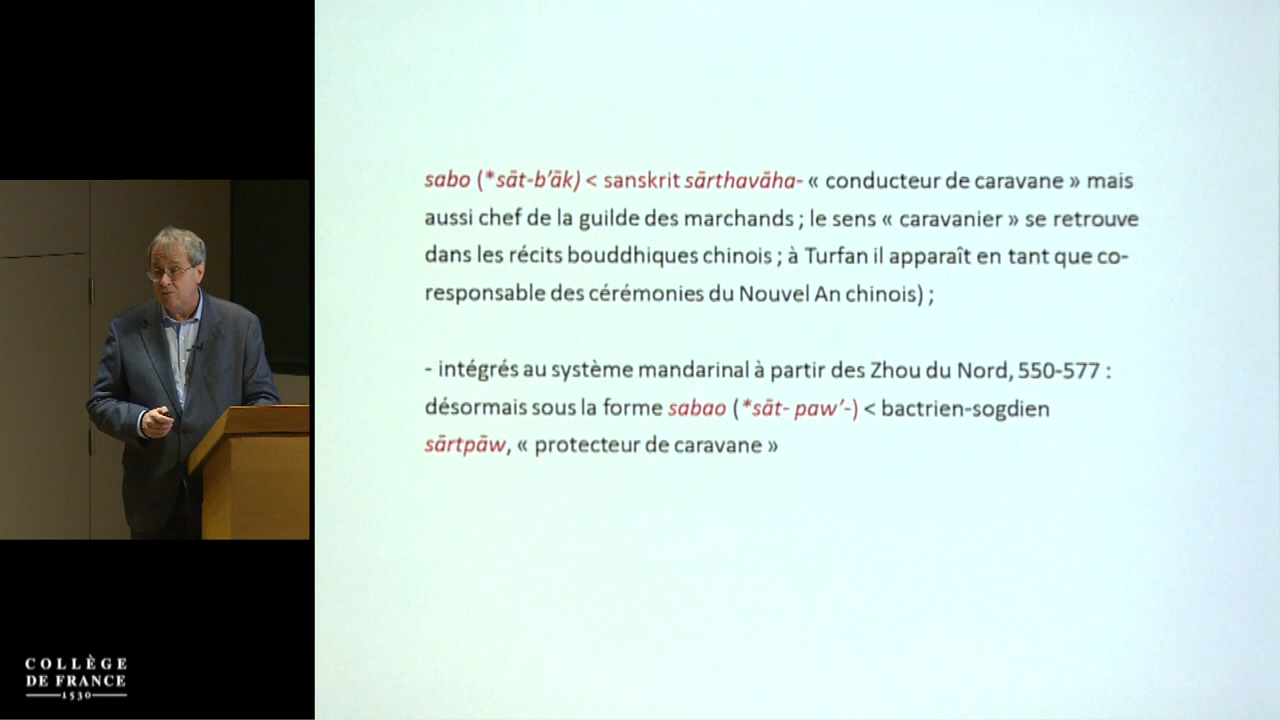 sabo (*sāt-b’āk) < sanskrit sārthavāha- « conducteur de caravane » mais
aussi chef de la guilde des marchands ; le sens « caravanier » se retrouve
dans les récits bouddhiques chinois ; à Turfan il apparaît en tant que co-
responsable des cérémonies du Nouvel An chinois) ;
- intégrés au système mandarinal à partir des Zhou du Nord, 550-577 :
désormais sous la forme sabao (*sāt- paw’-) < bactrien-sogdien
sārtpāw, « protecteur de caravane »
COLLÈGE
DE FRANCE
1530